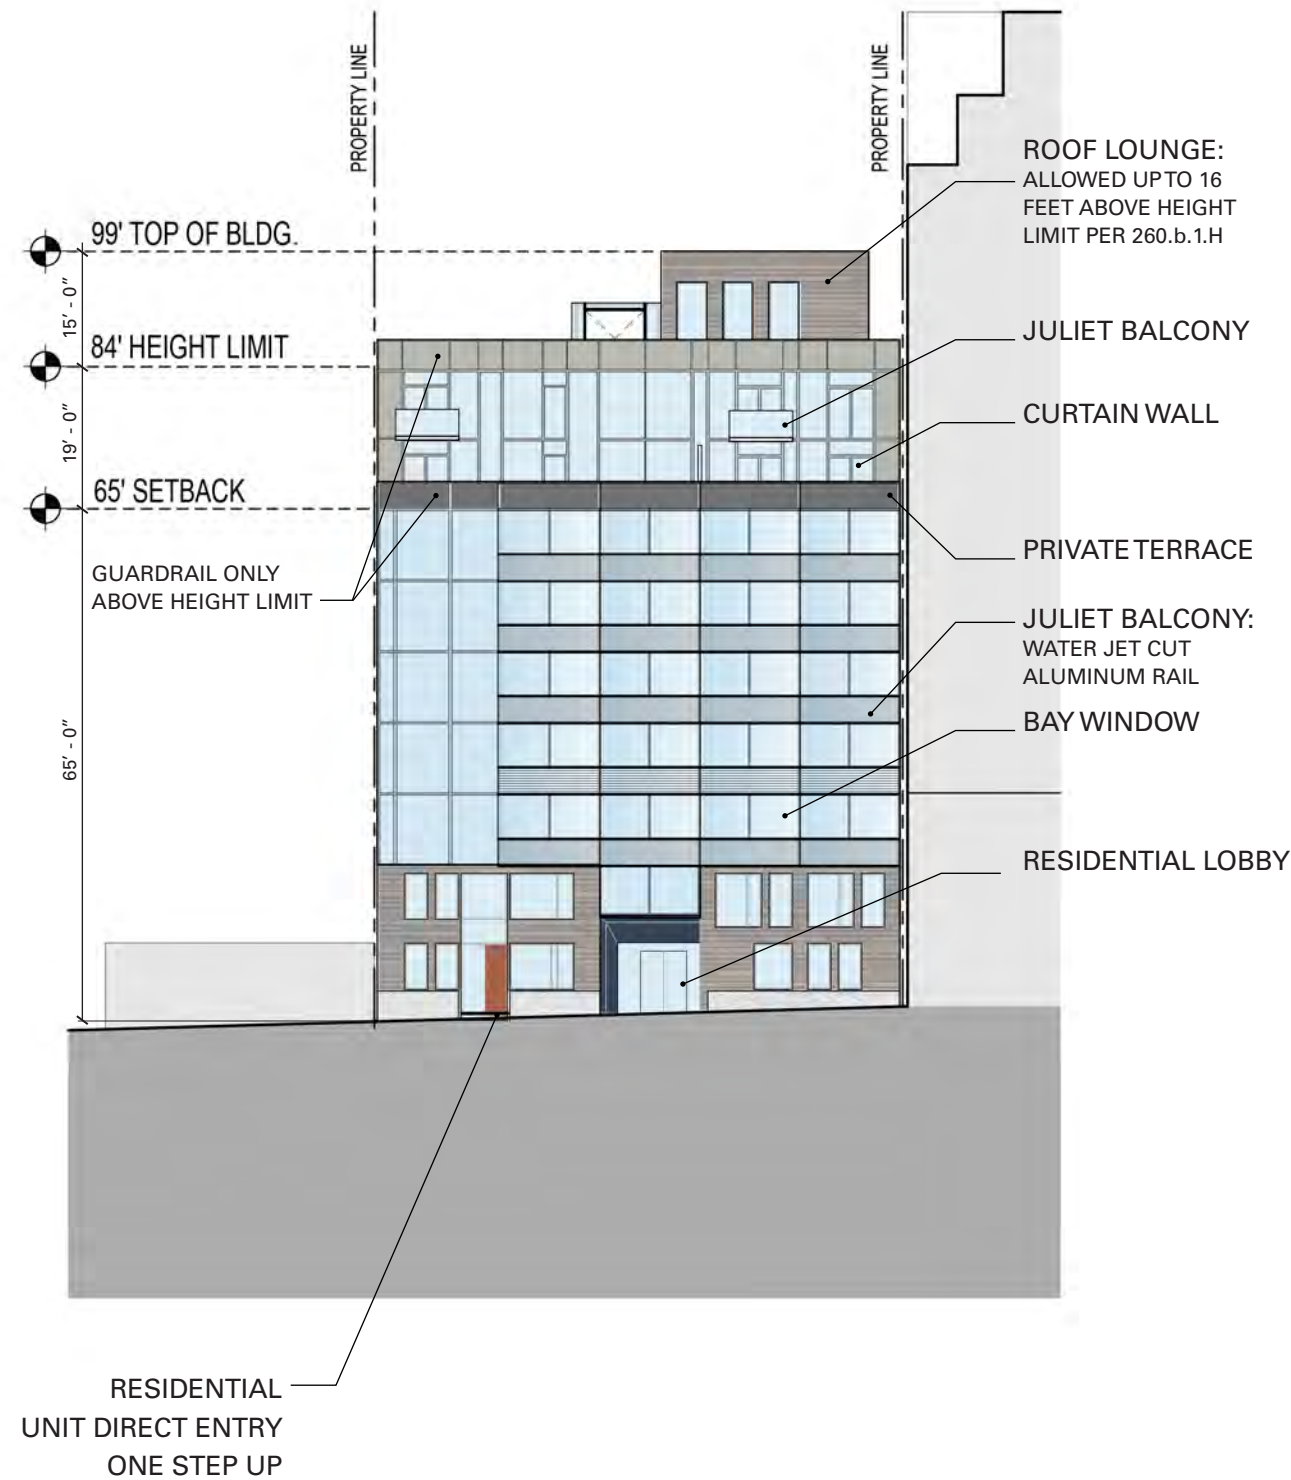 PROPERTY LINE
PROPERTY LINE
ROOF LOUNGE:
ALLOWED UP TO 16
FEET ABOVE HEIGHT
LIMIT PER 260.b.1.H
99' TOP OF BLDG.
15' - 0"
JULIET BALCONY
84' HEIGHT LIMIT
CURTAIN WALL
19' - 0"
65' SETBACK
PRIVATE TERRACE
GUARDRAIL ONLY
ABOVE HEIGHT LIMIT
JULIET BALCONY:
WATER JET CUT
ALUMINUM RAIL
BAY WINDOW
65' - 0"
RESIDENTIAL LOBBY
RESIDENTIAL
UNIT DIRECT ENTRY
ONE STEP UP